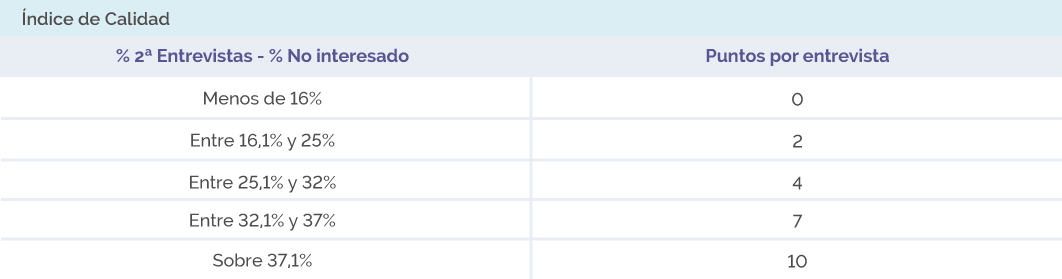 Índice de Calidad
% 2ª Entrevistas - % No interesado Puntos por entrevista
Menos de 16% 0
Entre 16,1% y 25% 2
Entre 25,1% y 32% 4
Entre 32,1% y 37% 7
Sobre 37,1% 10